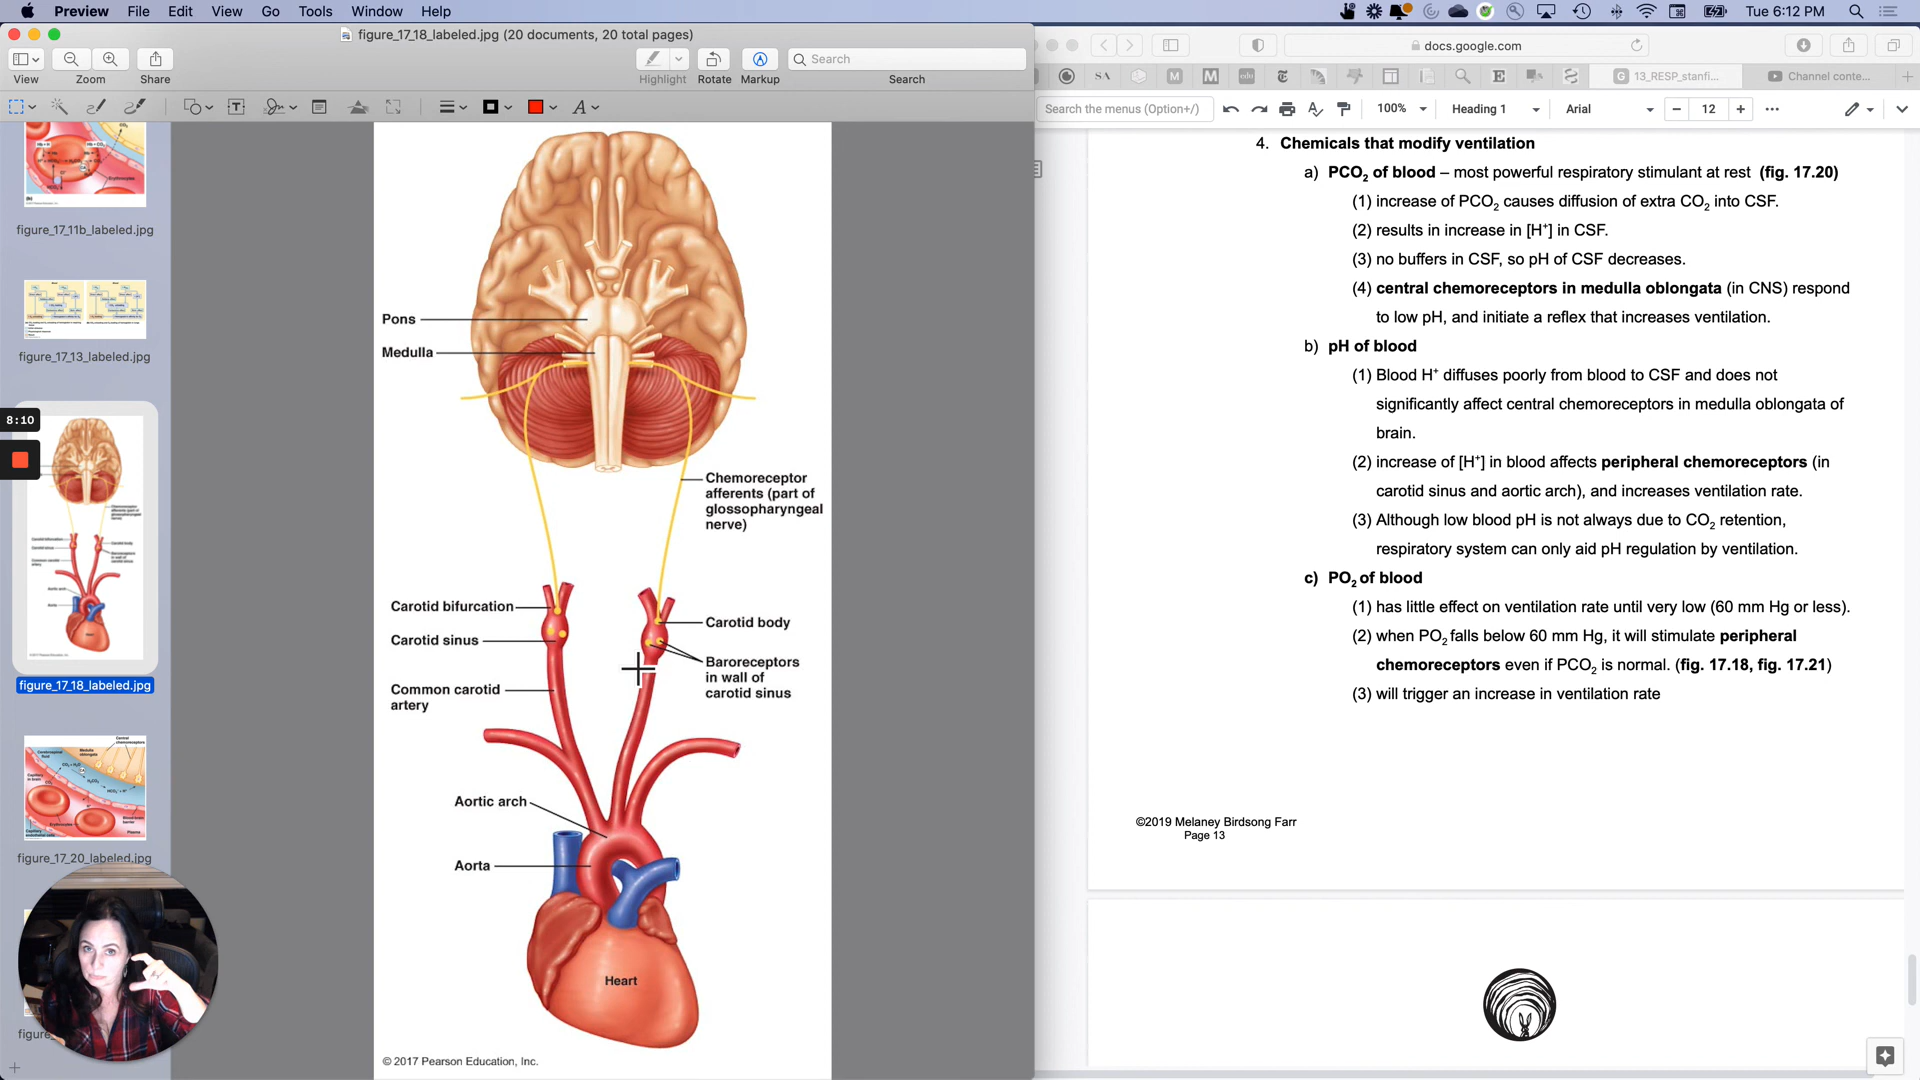 Preview File Edit View Go Tools Window Help
Tue 6:12 PM
figure_17_18_labeled.jpg (20 documents, 20 total pages)
View Zoom Share Highlight Rotate Markup Search
Search
docs.google.com
SA M M edu E
13_RESP_stanfi...
Channel conte...
Search the menus (Option+/)
100% Heading 1 Arial 12
figure_17_11b_labeled.jpg
figure_17_13_labeled.jpg
8:10
figure_17_18_labeled.jpg
figure_17_20_labeled.jpg
figure
Pons
Medulla
Chemoreceptor
afferents (part of
glossopharyngeal
nerve)
Carotid bifurcation
Carotid sinus
Carotid body
Baroreceptors
in wall of
carotid sinus
Common carotid
artery
Aortic arch
Aorta
Heart
© 2017 Pearson Education, Inc.
4. Chemicals that modify ventilation
a) PCO₂ of blood – most powerful respiratory stimulant at rest (fig. 17.20)
(1) increase of PCO₂ causes diffusion of extra CO₂ into CSF.
(2) results in increase in [H⁺] in CSF.
(3) no buffers in CSF, so pH of CSF decreases.
(4) central chemoreceptors in medulla oblongata (in CNS) respond
to low pH, and initiate a reflex that increases ventilation.
b) pH of blood
(1) Blood H⁺ diffuses poorly from blood to CSF and does not
significantly affect central chemoreceptors in medulla oblongata of
brain.
(2) increase of [H⁺] in blood affects peripheral chemoreceptors (in
carotid sinus and aortic arch), and increases ventilation rate.
(3) Although low blood pH is not always due to CO₂ retention,
respiratory system can only aid pH regulation by ventilation.
c) PO₂ of blood
(1) has little effect on ventilation rate until very low (60 mm Hg or less).
(2) when PO₂ falls below 60 mm Hg, it will stimulate peripheral
chemoreceptors even if PCO₂ is normal. (fig. 17.18, fig. 17.21)
(3) will trigger an increase in ventilation rate
©2019 Melaney Birdsong Farr
Page 13